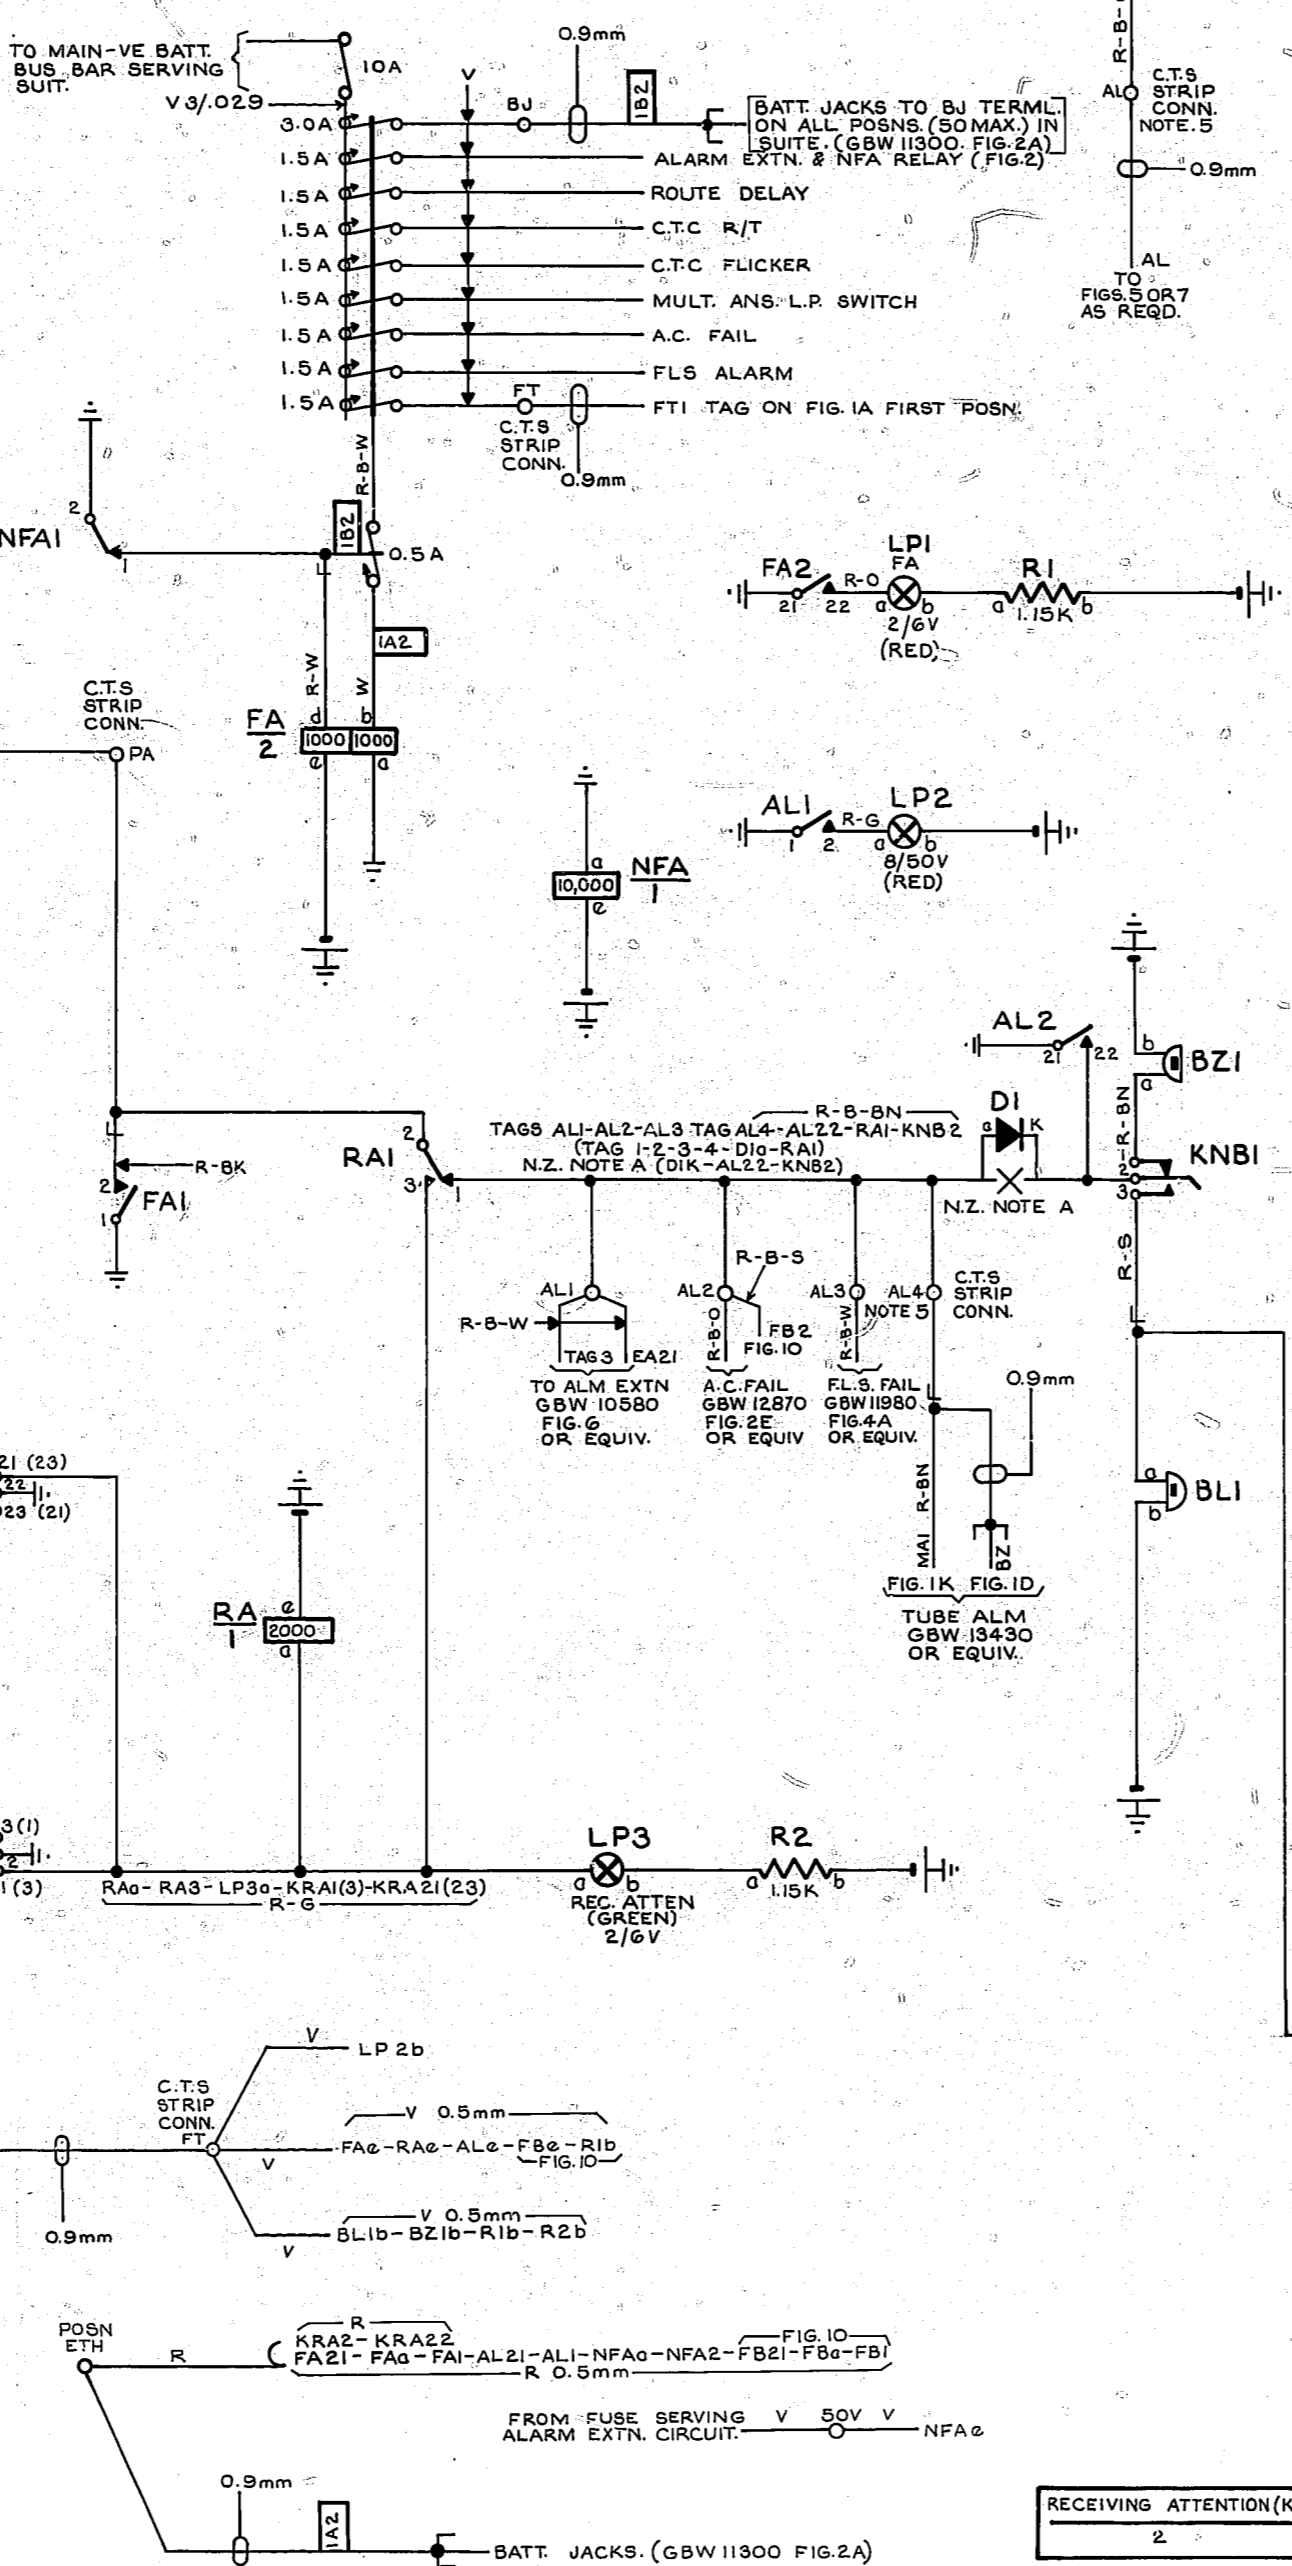 TO MAIN-VE BATT.
BUS BAR SERVING
SUIT.
10A
V 3/.029
0.9mm
V
BJ
1B2
R-B-
AL
C.T.S
STRIP
CONN.
NOTE.5
0.9mm
AL
TO
FIGS.5 OR 7
AS REQD.
3.0A
BATT. JACKS TO BJ TERML.
ON ALL POSNS. (50 MAX.) IN
SUITE. (GBW 11300. FIG.2A)
1.5A
ALARM EXTN. & NFA RELAY (FIG.2)
1.5A
ROUTE DELAY
1.5A
C.T.C R/T
1.5A
C.T.C FLICKER
1.5A
MULT. ANS. L.P. SWITCH
1.5A
A.C. FAIL
1.5A
FLS ALARM
1.5A
FT
FT1 TAG ON FIG. 1A FIRST POSN.
C.T.S
STRIP
CONN.
0.9mm
R-B-W
NFA1
2
1
1B2
0.5A
1A2
R-W
W
FA
2
d
b
1000
1000
e
a
C.T.S
STRIP
CONN.
PA
FA2
21
22
R-O
LP1
FA
a
b
2/6V
(RED)
R1
a
b
1.15K
AL1
1
2
R-G
LP2
a
b
8/50V
(RED)
a
10,000
e
NFA
1
AL2
21
22
BZ1
b
a
R-BN
KNB1
1
2
3
R-S
R-BK
2
FA1
1
RA1
2
3
1
R-B-BN
TAGS AL1-AL2-AL3 TAG AL4-AL22-RA1-KNB2
(TAG 1-2-3-4-D1a-RA1)
N.Z. NOTE A (D1K-AL22-KNB2)
D1
a
K
N.Z. NOTE A
AL1
R-B-W
TAG3
EA21
TO ALM EXTN
GBW 10580
FIG.6
OR EQUIV.
AL2
R-B-S
R-B-O
FB2
FIG.10
A.C.FAIL
GBW 12870
FIG.2E
OR EQUIV
AL3
R-B-W
F.L.S. FAIL
GBW 11980
FIG.4A
OR EQUIV.
AL4
NOTE 5
C.T.S
STRIP
CONN.
0.9mm
R-BN
MA1
BZ
FIG.1K FIG.1D
TUBE ALM
GBW 13430
OR EQUIV.
BL1
a
b
21 (23)
22
23 (21)
RA
1
e
2000
a
3(1)
2
1(3)
RAa-RA3-LP3a-KRA1(3)-KRA21(23)
R-G
LP3
a
b
REC. ATTEN
(GREEN)
2/6V
R2
a
b
1.15K
V
LP2b
C.T.S
STRIP
CONN.
FT
V 0.5mm
FAe-RAe-ALe-FBe-R1b
FIG.10
V
0.9mm
V 0.5mm
BL1b-BZ1b-R1b-R2b
V
POSN
ETH
R
R
KRA2-KRA22
FIG.10
FA21-FAa-FA1-AL21-AL1-NFAa-NFA2-FB21-FBa-FB1
R 0.5mm
FROM FUSE SERVING
ALARM EXTN. CIRCUIT.
V
50V
V
NFAe
0.9mm
1A2
BATT. JACKS. (GBW 11300 FIG.2A)
RECEIVING ATTENTION(K
2